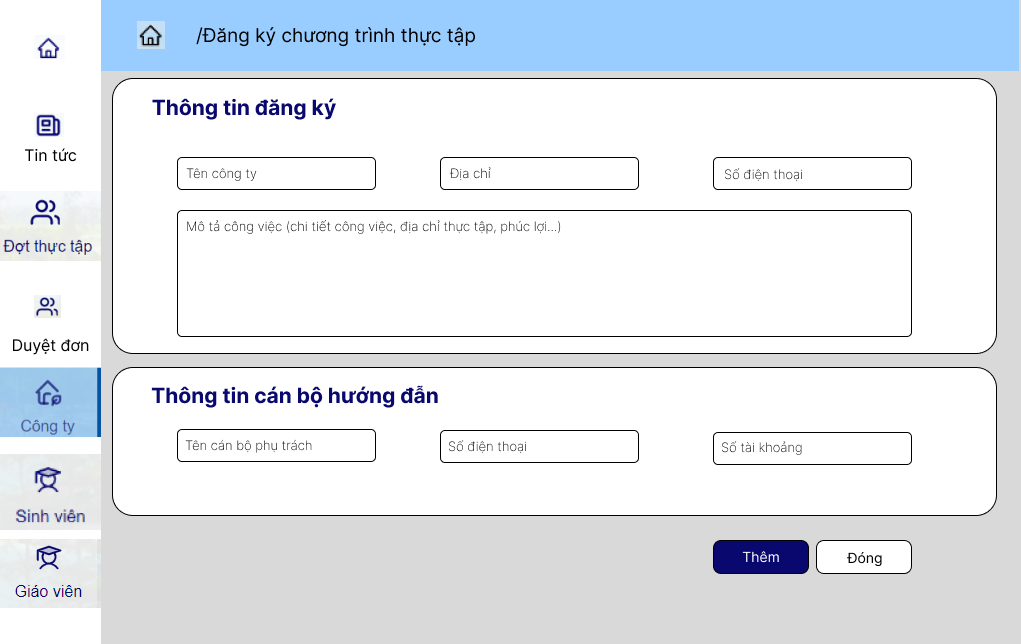 /Đăng ký chương trình thực tập
Tin tức
Đợt thực tập
Duyệt đơn
Công ty
Sinh viên
Giáo viên
Thông tin đăng ký
Tên công ty
Địa chỉ
Số điện thoại
Mô tả công việc (chi tiết công việc, địa chỉ thực tập, phúc lợi...)
Thông tin cán bộ hướng đẫn
Tên cán bộ phụ trách
Số điện thoại
Số tài khoảng
Thêm
Đóng